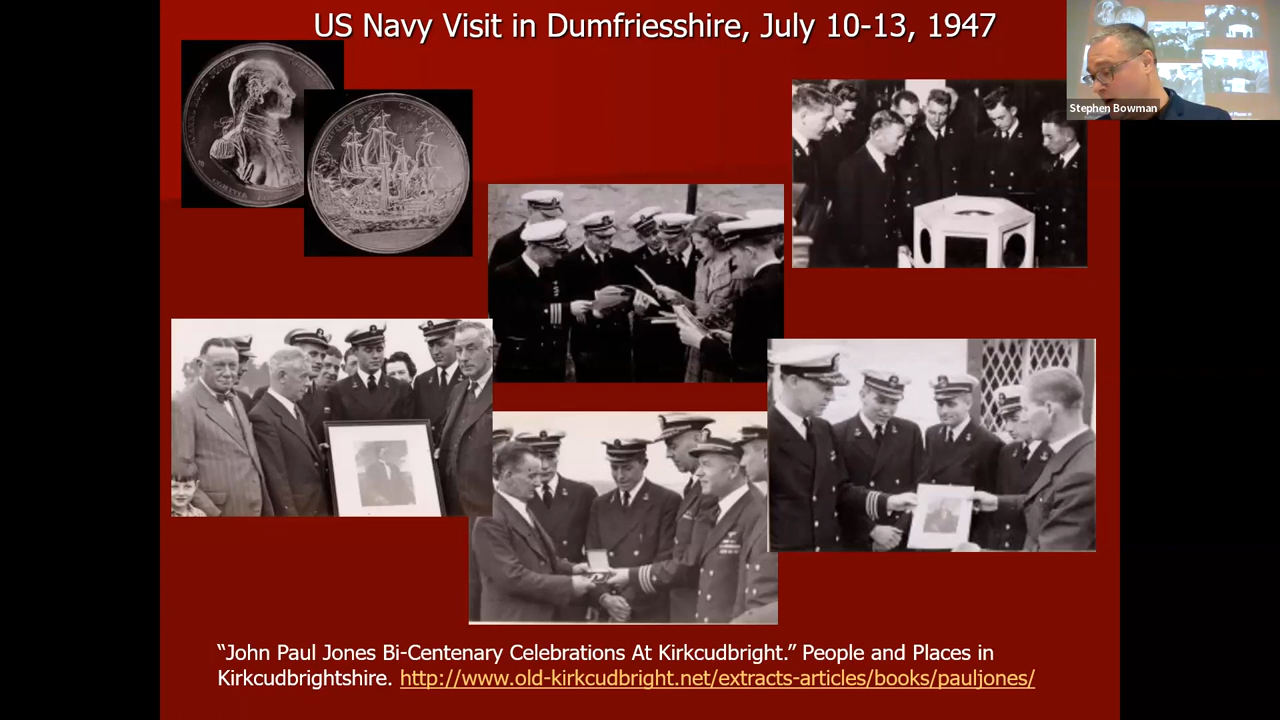 US Navy Visit in Dumfriesshire, July 10-13, 1947
Stephen Bowman
“John Paul Jones Bi-Centenary Celebrations At Kirkcudbright.” People and Places in
Kirkcudbrightshire. http://www.old-kirkcudbright.net/extracts-articles/books/pauljones/